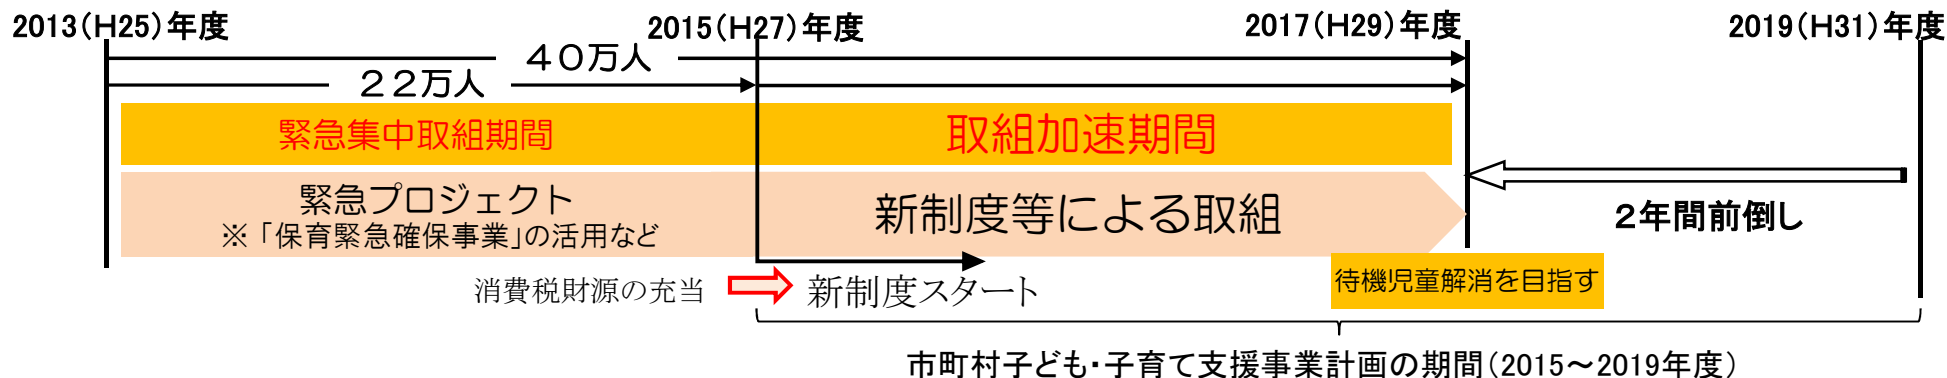 2013(H25)年度
2015(H27)年度
2017(H29)年度
2019(H31)年度
40万人
22万人
緊急集中取組期間
取組加速期間
緊急プロジェクト
※「保育緊急確保事業」の活用など
新制度等による取組
2年間前倒し
待機児童解消を目指す
消費税財源の充当
新制度スタート
市町村子ども・子育て支援事業計画の期間(2015~2019年度)